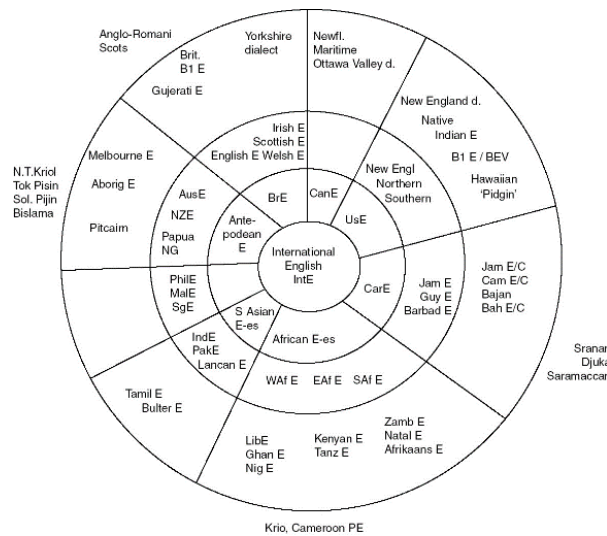 Anglo-Romani
Scots
Brit.
B1 E
Gujerati E
Yorkshire
dialect
Newfl.
Maritime
Ottawa Valley d.
New England d.
Native
Indian E
B1 E / BEV
Hawaiian
'Pidgin'
Melbourne E
Aborig E
Pitcairn
N.T.Kriol
Tok Pisin
Sol. Pijin
Bislama
Irish E
Scottish E
English E Welsh E
New Engl
Northern
Southern
AusE
NZE
Papua
NG
BrE
CanE
UsE
Ante-
podean
E
International
English
IntE
CarE
Jam E
Guy E
Barbad E
Jam E/C
Cam E/C
Bajan
Bah E/C
Sranan
Djuka
Saramaccan
PhilE
MalE
SgE
S Asian
E-es
African E-es
IndE
PakE
Lancan E
WAf E EAf E SAf E
Tamil E
Bulter E
LibE
Ghan E
Nig E
Kenyan E
Tanz E
Zamb E
Natal E
Afrikaans E
Krio, Cameroon PE